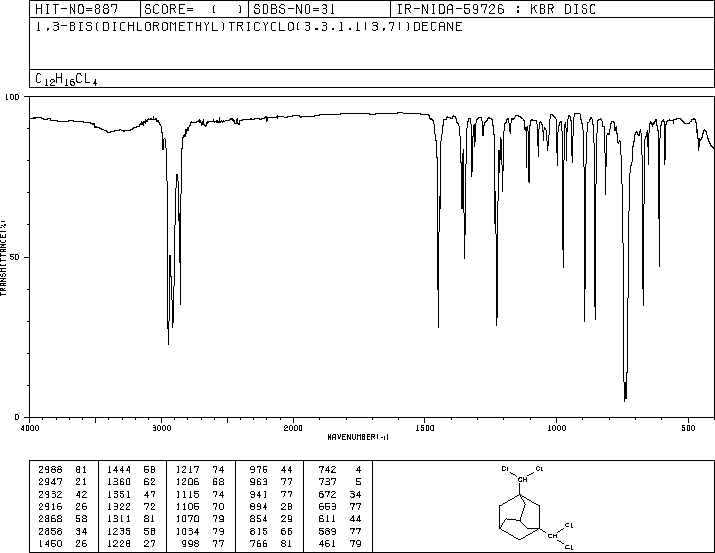 HIT-NO=887 SCORE= ( ) SDBS-NO=31 IR-NIDA-59726 : KBR DISC
1,3-BIS(DICHLOROMETHYL)TRICYCLO(3.3.1.1(3,7))DECANE
C12H16CL4
100
50
0
TRANSMITTANCE(%)
4000 3000 2000 1500 1000 500
WAVENUMBER(-1)
2988 81 1444 58 1217 74 975 44 742 4
2947 21 1360 62 1206 68 963 77 737 5
2932 42 1351 47 1115 74 941 77 672 34
2916 26 1322 72 1105 70 894 28 653 77
2868 58 1311 81 1070 79 854 29 611 44
2858 34 1235 58 1034 79 815 66 589 77
1450 26 1228 27 998 77 766 81 461 79
Cl Cl
CH
Cl
CH
Cl